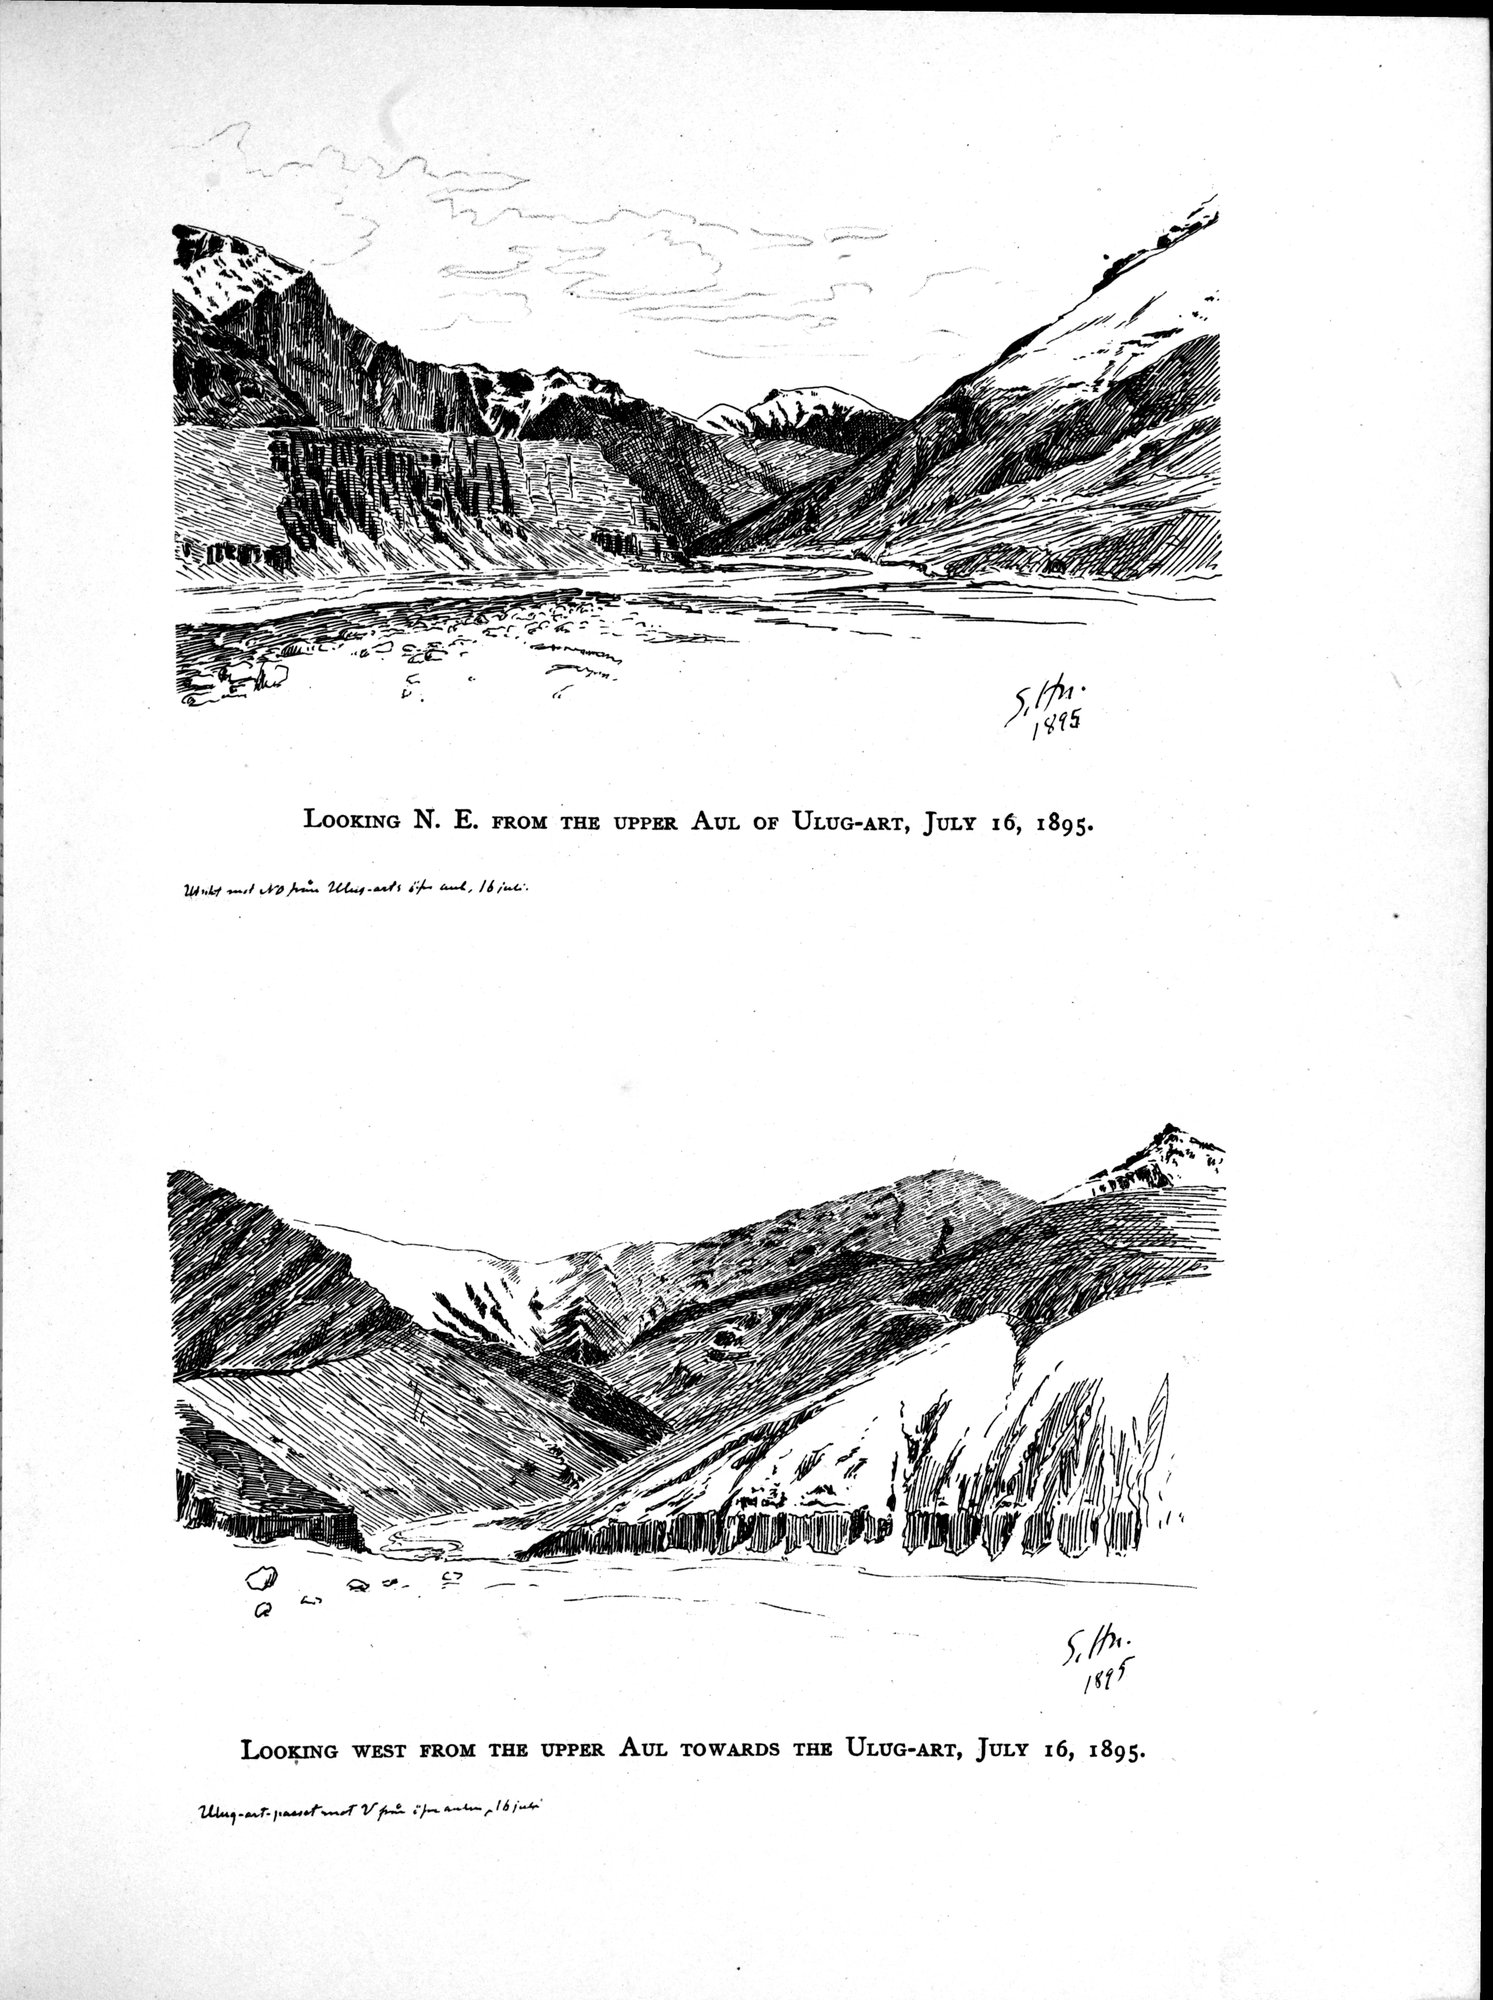 S. Hn.
1895
LOOKING N. E. FROM THE UPPER AUL OF ULUG-ART, JULY 16, 1895.
Utsikt mot NO från Ulug-arts öfre aul, 16 juli.
S. Hn.
1895
LOOKING WEST FROM THE UPPER AUL TOWARDS THE ULUG-ART, JULY 16, 1895.
Ulug-art-passet mot V från öfre aulen, 16 juli